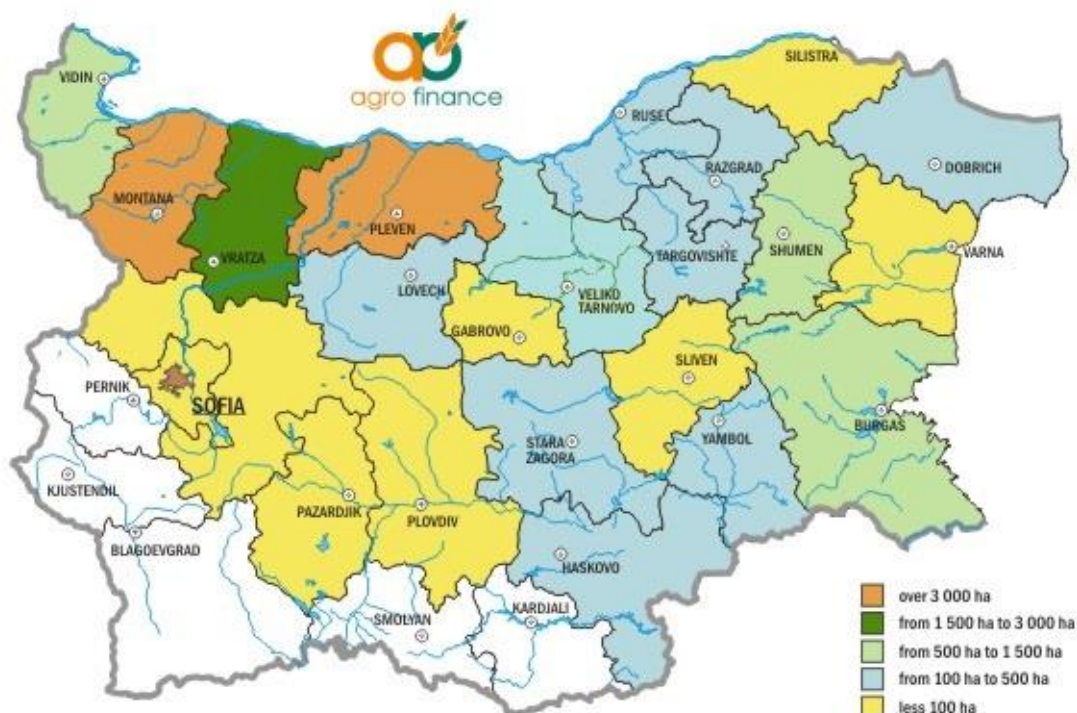 agro finance
SILISTRA
VIDIN
RUSE
DOBRICH
RAZGRAD
MONTANA
PLEVEN
VRATZA
TARGOVISHTE
SHUMEN
VARNA
LOVECH
VELIKO
TARNOVO
GABROVO
SLIVEN
PERNIK
SOFIA
BURGAS
YAMBOL
STARA
ZAGORA
KJUSTENDIL
PAZARDJIK
PLOVDIV
BLAGOEVGRAD
HASKOVO
KARDJALI
SMOLYAN
over 3 000 ha
from 1 500 ha to 3 000 ha
from 500 ha to 1 500 ha
from 100 ha to 500 ha
less 100 ha